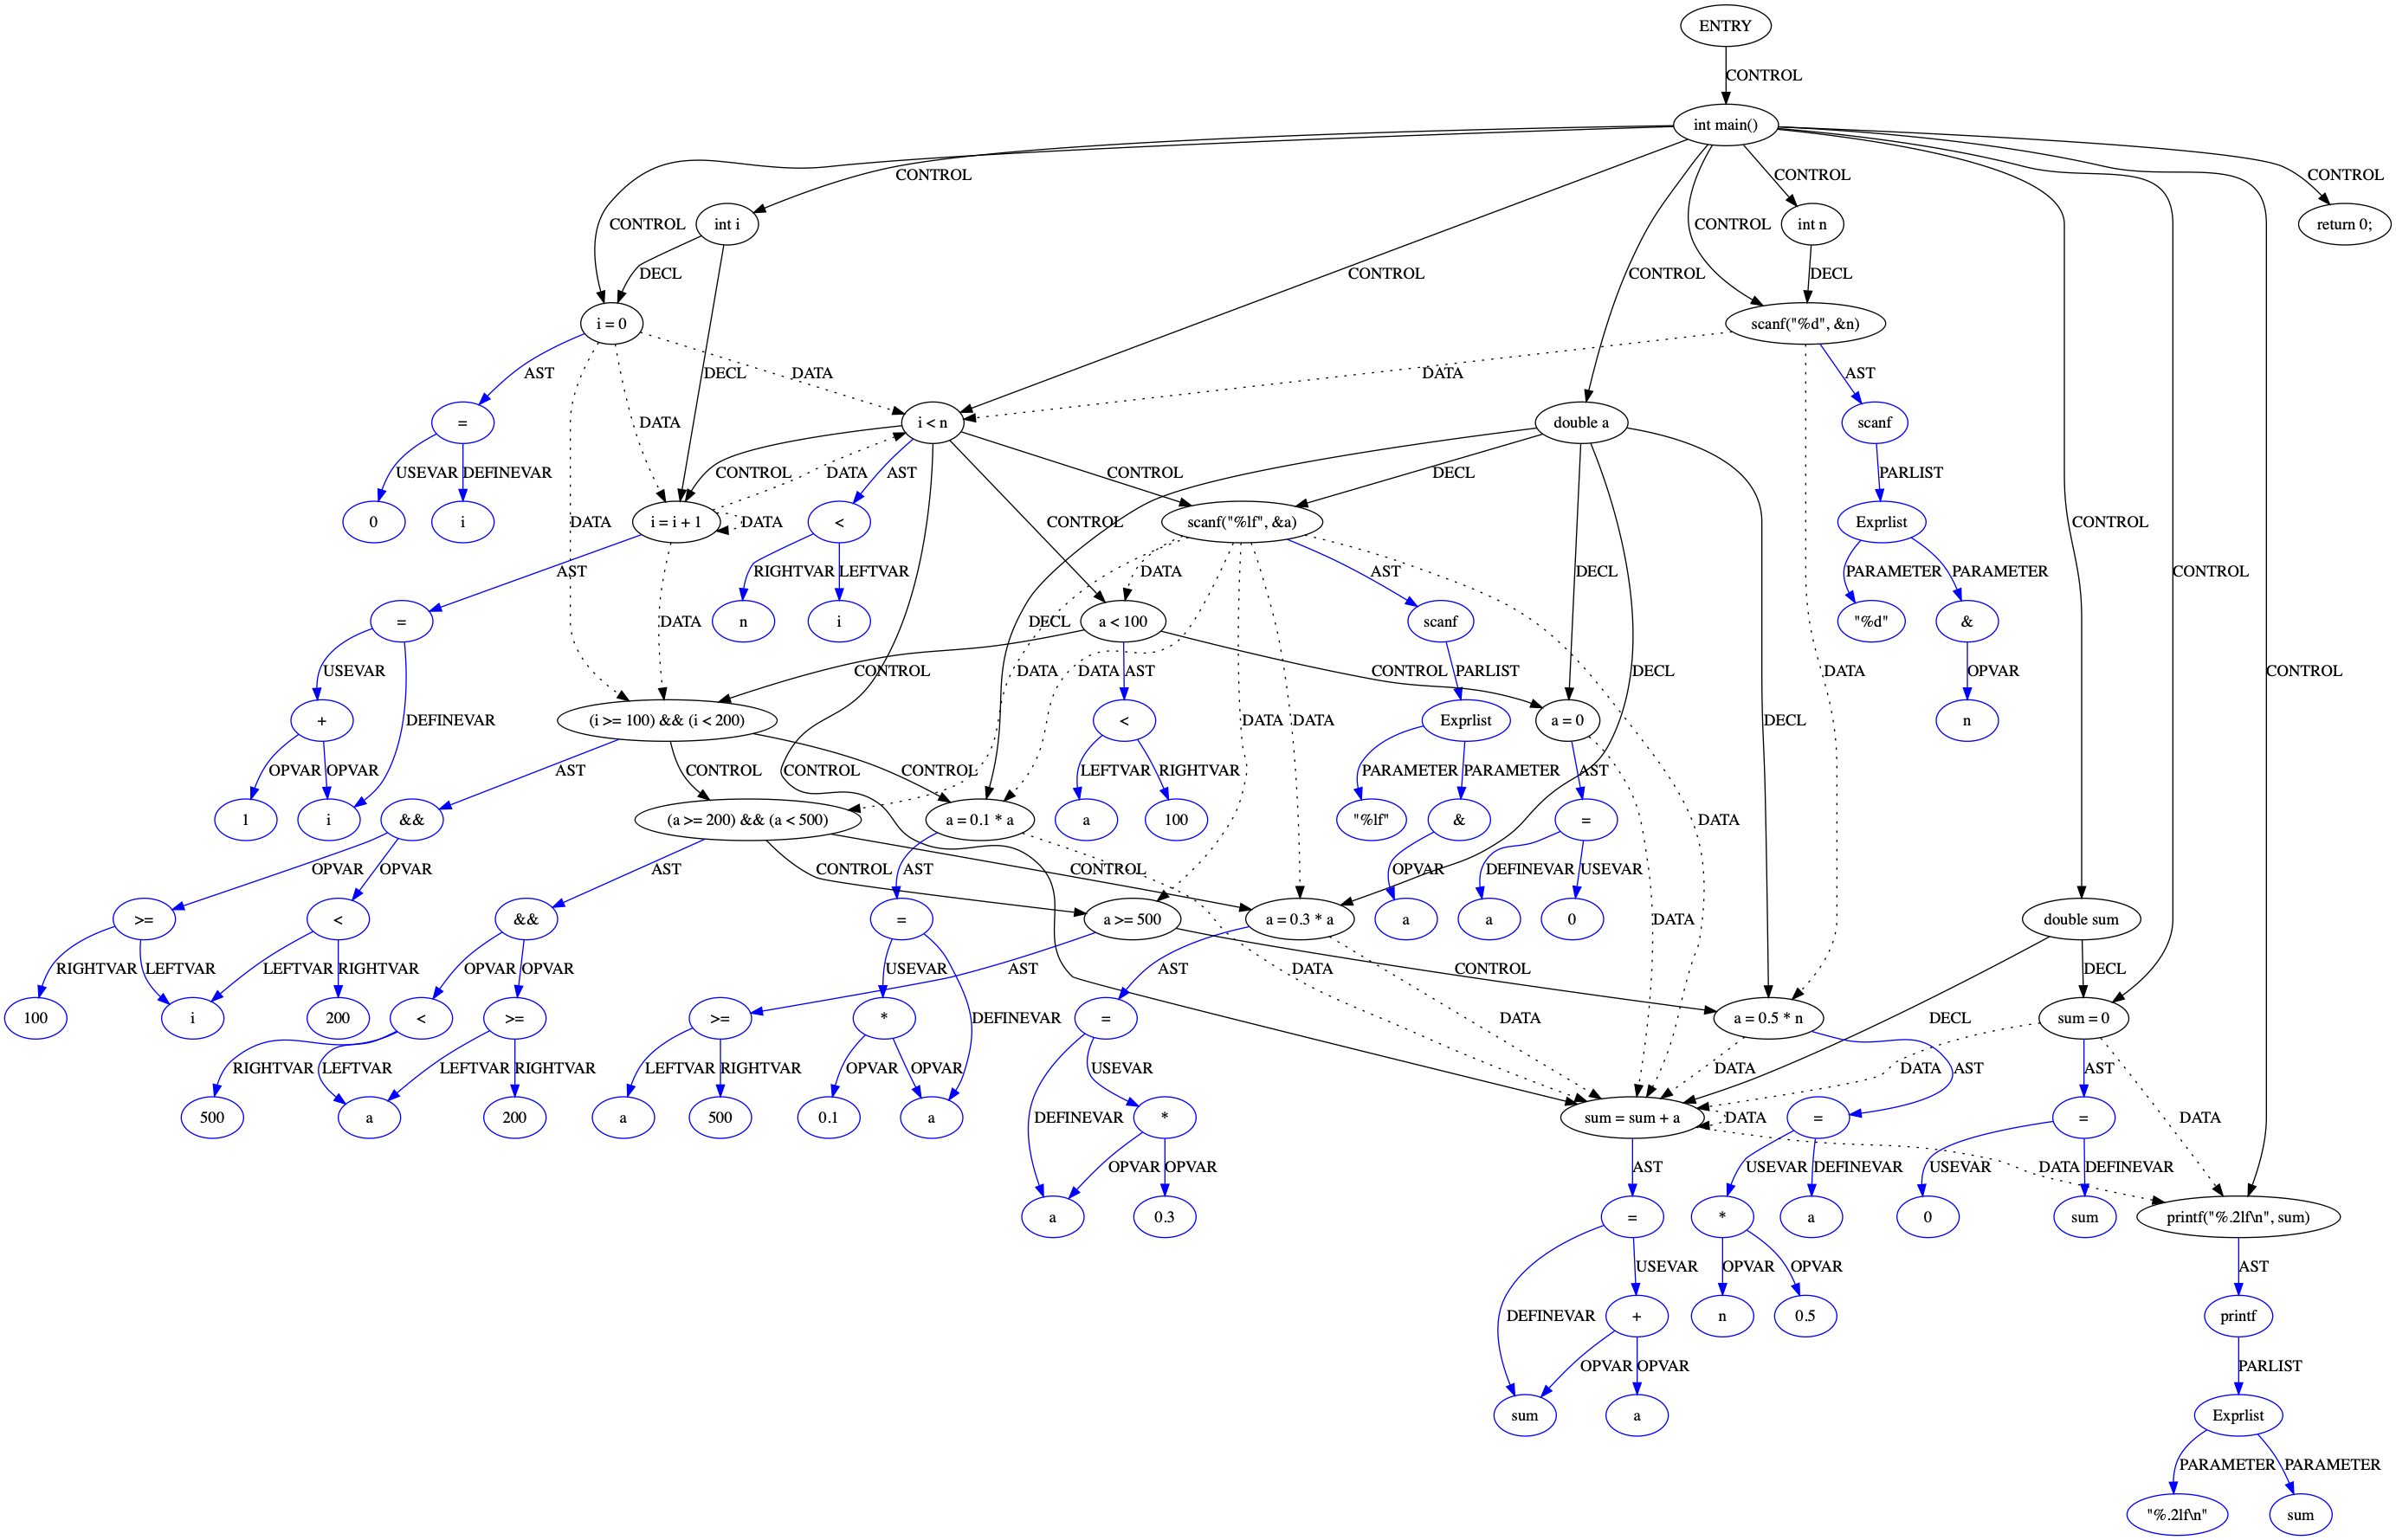 ENTRY
CONTROL
int main()
CONTROL
CONTROL
CONTROL
CONTROL
int i
CONTROL
CONTROL
int n
return 0;
DECL
CONTROL
CONTROL
DECL
i = 0
scanf("%d", &n)
AST
DECL
DATA
DATA
AST
=
DATA
i < n
double a
scanf
USEVAR
DEFINEVAR
CONTROL
DATA
AST
CONTROL
DECL
PARLIST
0
i
DATA
i = i + 1
DATA
<
CONTROL
scanf("%lf", &a)
DECL
Exprlist
CONTROL
CONTROL
AST
RIGHTVAR
LEFTVAR
DATA
AST
PARAMETER
PARAMETER
=
DATA
n
i
a < 100
DECL
scanf
"%d"
&
USEVAR
CONTROL
DATA
DATA
AST
CONTROL
PARLIST
DECL
DATA
OPVAR
CONTROL
+
DEFINEVAR
(i >= 100) && (i < 200)
<
DATA
DATA
Exprlist
a = 0
DECL
n
OPVAR
OPVAR
AST
CONTROL
CONTROL
CONTROL
LEFTVAR
RIGHTVAR
PARAMETER
PARAMETER
AST
1
i
&&
(a >= 200) && (a < 500)
a = 0.1 * a
a
100
"%lf"
&
=
DATA
OPVAR
OPVAR
AST
CONTROL
AST
CONTROL
OPVAR
DEFINEVAR
USEVAR
>=
<
&&
=
a >= 500
a = 0.3 * a
a
a
0
DATA
double sum
RIGHTVAR
LEFTVAR
LEFTVAR
RIGHTVAR
OPVAR
OPVAR
USEVAR
AST
AST
DATA
CONTROL
DECL
100
i
200
<
>=
>=
*
DEFINEVAR
=
DATA
a = 0.5 * n
DECL
sum = 0
RIGHTVAR
LEFTVAR
LEFTVAR
RIGHTVAR
LEFTVAR
RIGHTVAR
OPVAR
OPVAR
USEVAR
DATA
AST
DATA
AST
500
a
200
a
500
0.1
a
DEFINEVAR
*
sum = sum + a
DATA
=
=
DATA
OPVAR
OPVAR
AST
USEVAR
DEFINEVAR
USEVAR
DATA
DEFINEVAR
a
0.3
=
*
a
0
sum
printf("%.2lf\n", sum)
USEVAR
OPVAR
OPVAR
AST
DEFINEVAR
+
n
0.5
printf
OPVAR
OPVAR
PARLIST
sum
a
Exprlist
PARAMETER
PARAMETER
"%.2lf\n"
sum